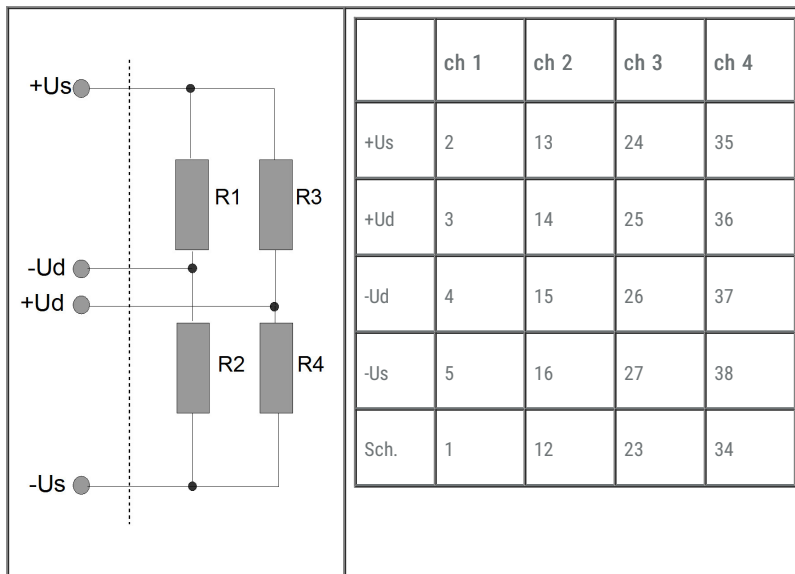 +Us
R1 R3
-Ud
+Ud
R2 R4
-Us
ch 1 ch 2 ch 3 ch 4
+Us 2 13 24 35
+Ud 3 14 25 36
-Ud 4 15 26 37
-Us 5 16 27 38
Sch. 1 12 23 34